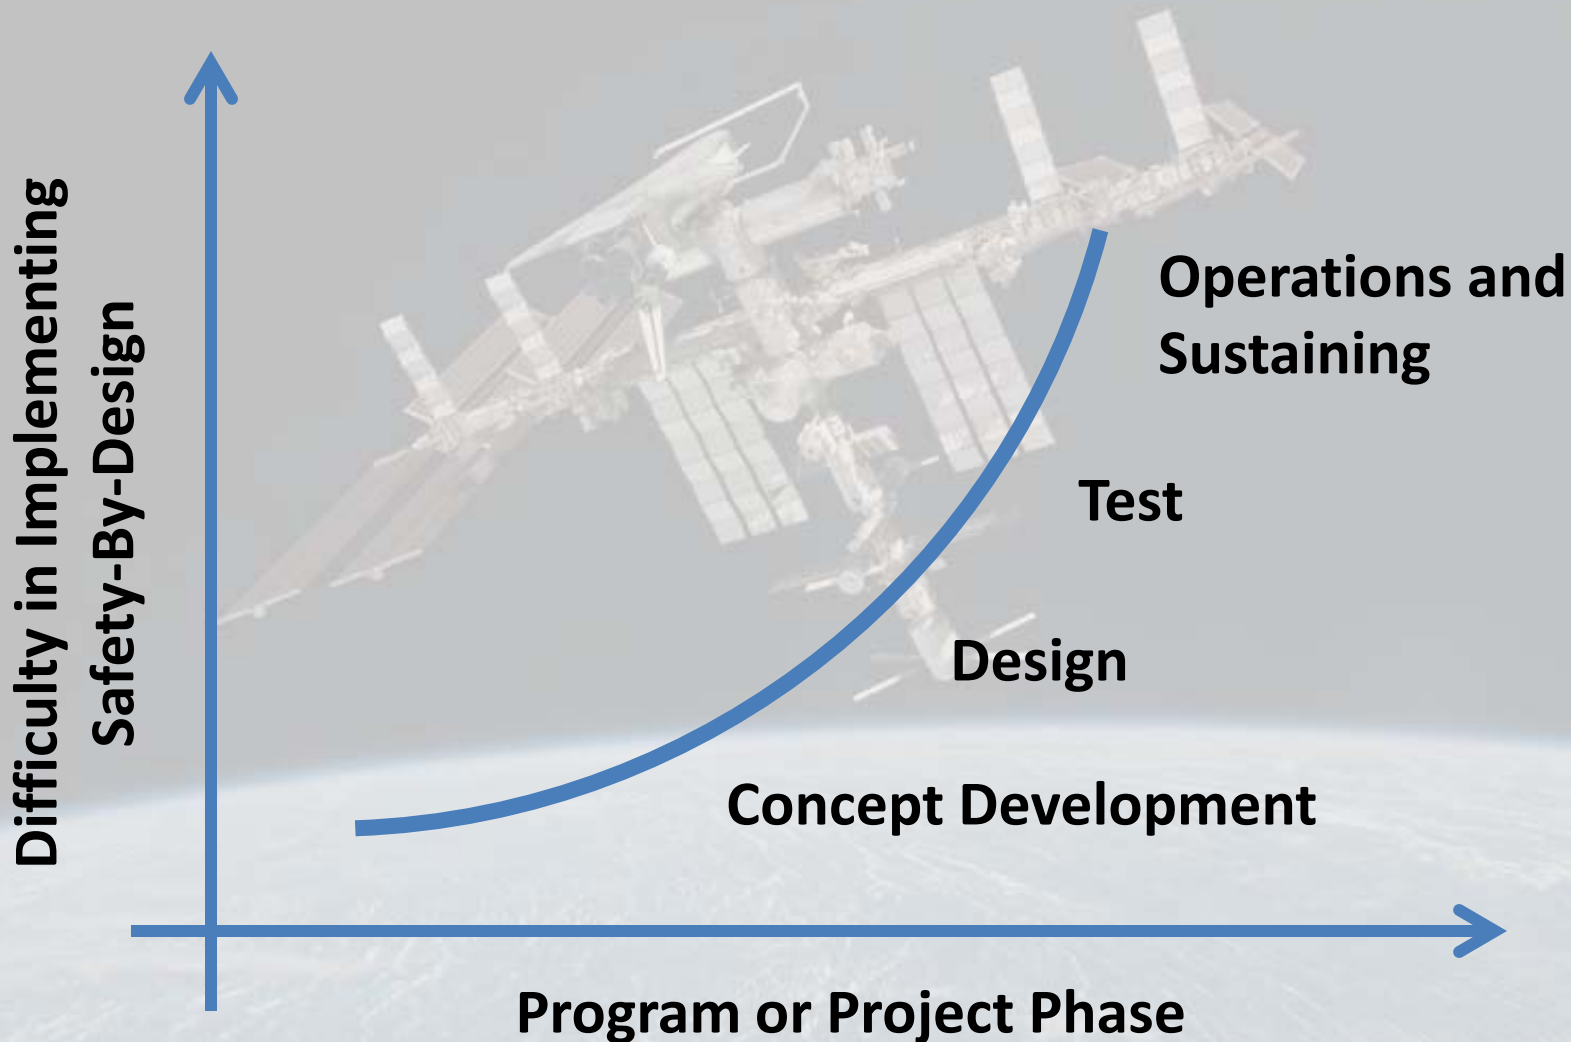 Difficulty in Implementing
Safety-By-Design
Operations and
Sustaining
Test
Design
Concept Development
Program or Project Phase